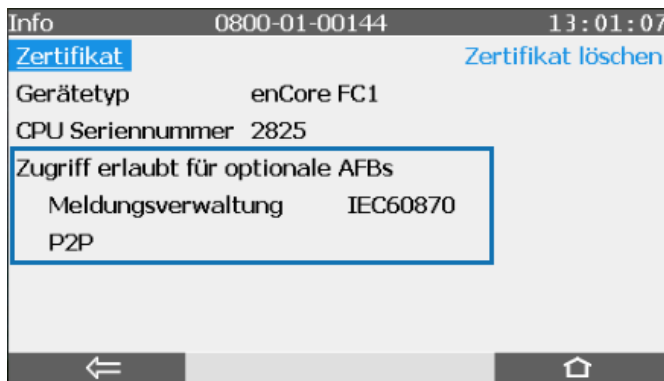 Info 0800-01-00144 13:01:07
Zertifikat Zertifikat löschen
Gerätetyp enCore FC1
CPU Seriennummer 2825
Zugriff erlaubt für optionale AFBs
Meldungsverwaltung IEC60870
P2P